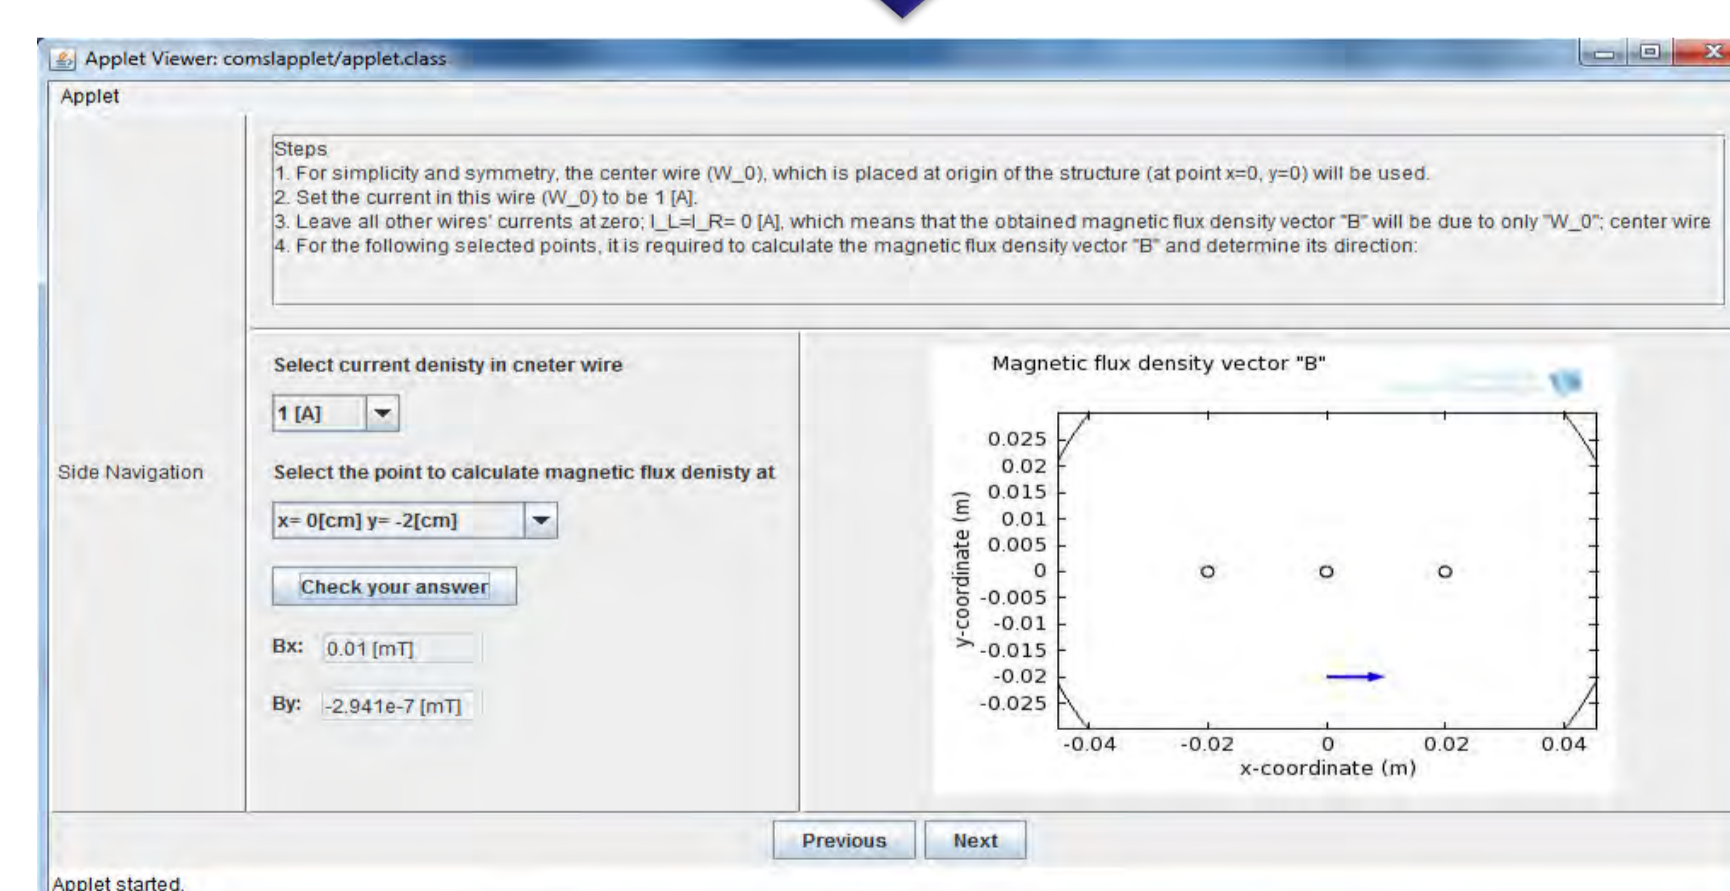 Applet Viewer: comslapplet/applet.class
Applet
Steps
1. For simplicity and symmetry, the center wire (W_0), which is placed at origin of the structure (at point x=0, y=0) will be used.
2. Set the current in this wire (W_0) to be 1 [A].
3. Leave all other wires' currents at zero; I_L=I_R= 0 [A], which means that the obtained magnetic flux density vector "B" will be due to only "W_0"; center wire
4. For the following selected points, it is required to calculate the magnetic flux density vector "B" and determine its direction:
Side Navigation
Select current denisty in cneter wire
1 [A]
Select the point to calculate magnetic flux denisty at
x= 0[cm] y= -2[cm]
Check your answer
Bx: 0.01 [mT]
By: -2.941e-7 [mT]
Magnetic flux density vector "B"
y-coordinate (m)
0.025
0.02
0.015
0.01
0.005
0
-0.005
-0.01
-0.015
-0.02
-0.025
-0.04 -0.02 0 0.02 0.04
x-coordinate (m)
Previous Next
Applet started.